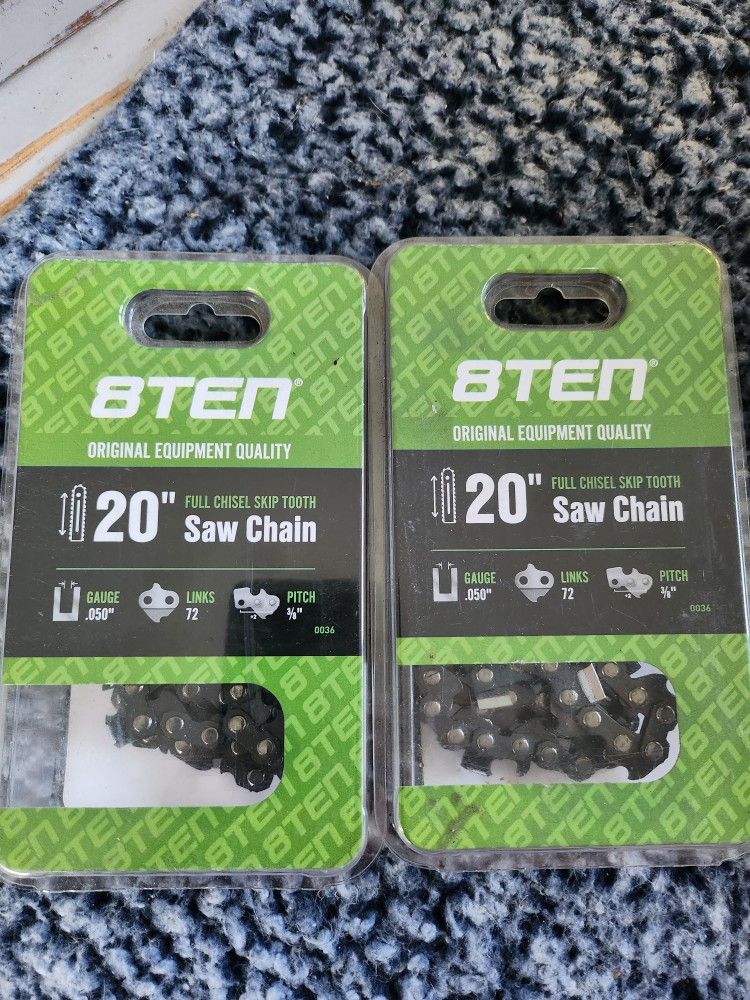 8TEN®
ORIGINAL EQUIPMENT QUALITY
20" FULL CHISEL SKIP TOOTH
Saw Chain
GAUGE .050"
LINKS 72
PITCH 3/8"
+2
0036
8TEN®
ORIGINAL EQUIPMENT QUALITY
20" FULL CHISEL SKIP TOOTH
Saw Chain
GAUGE .050"
LINKS 72
PITCH 3/8"
+2
0036